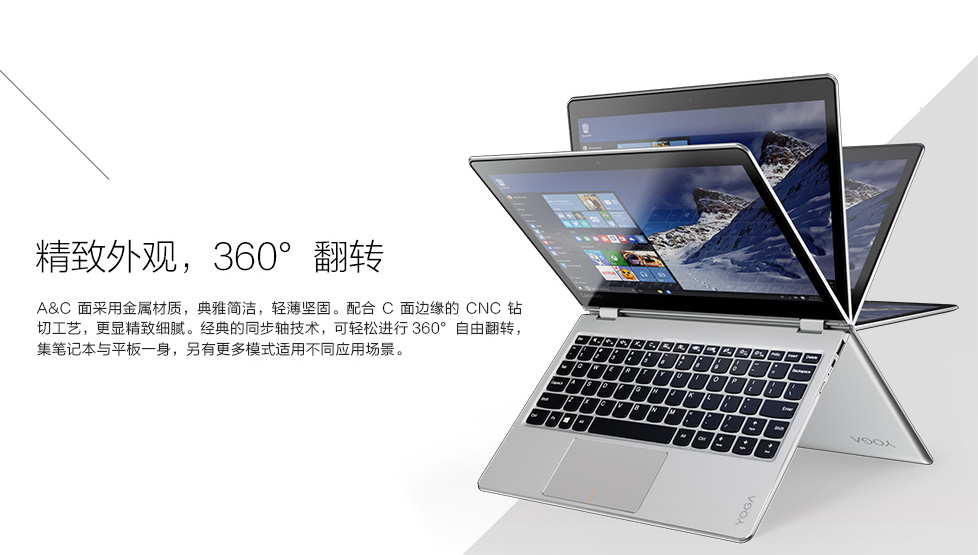 精致外观，360°翻转
A&C 面采用金属材质，典雅简洁，轻薄坚固。配合 C 面边缘的 CNC 钻
切工艺，更显精致细腻。经典的同步轴技术，可轻松进行 360°自由翻转，
集笔记本与平板一身，另有更多模式适用不同应用场景。
YOGA
YOGA